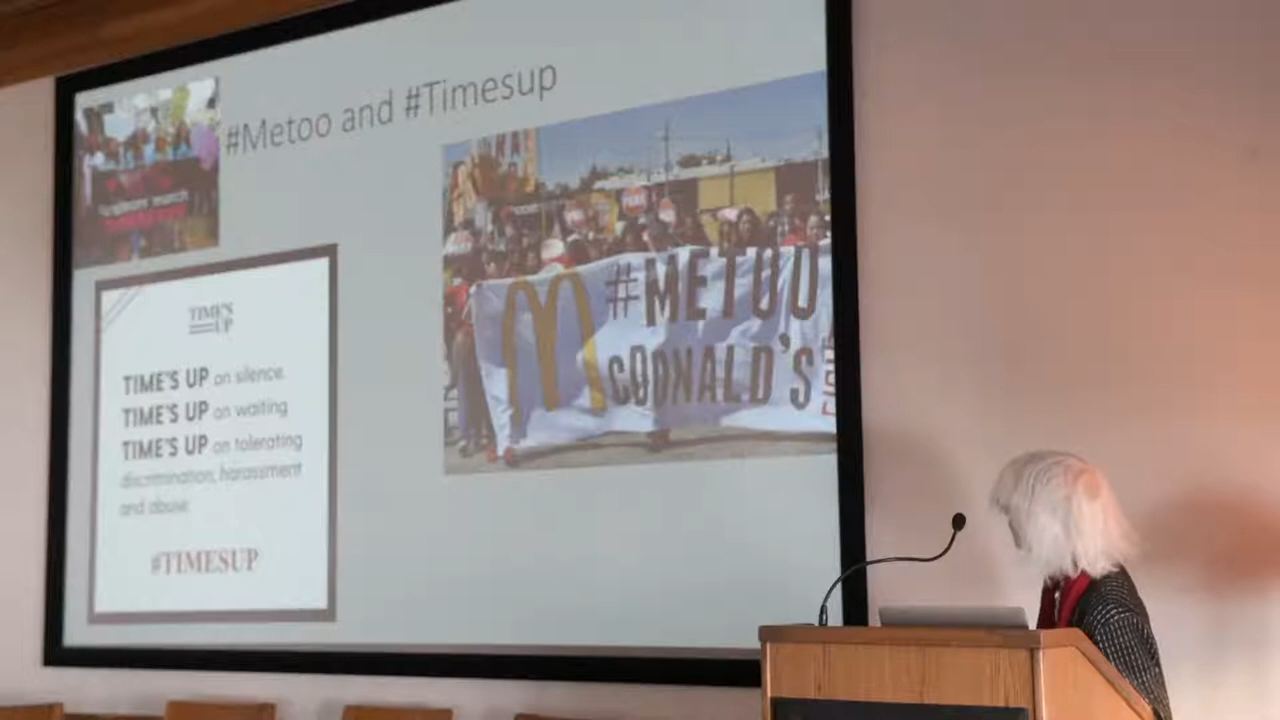 #Metoo and #Timesup
TIME'S
UP
TIME'S UP on silence.
TIME'S UP on waiting
TIME'S UP on tolerating
discrimination, harassment
and abuse.
#TIMESUP
#METOO
McDONALD'S